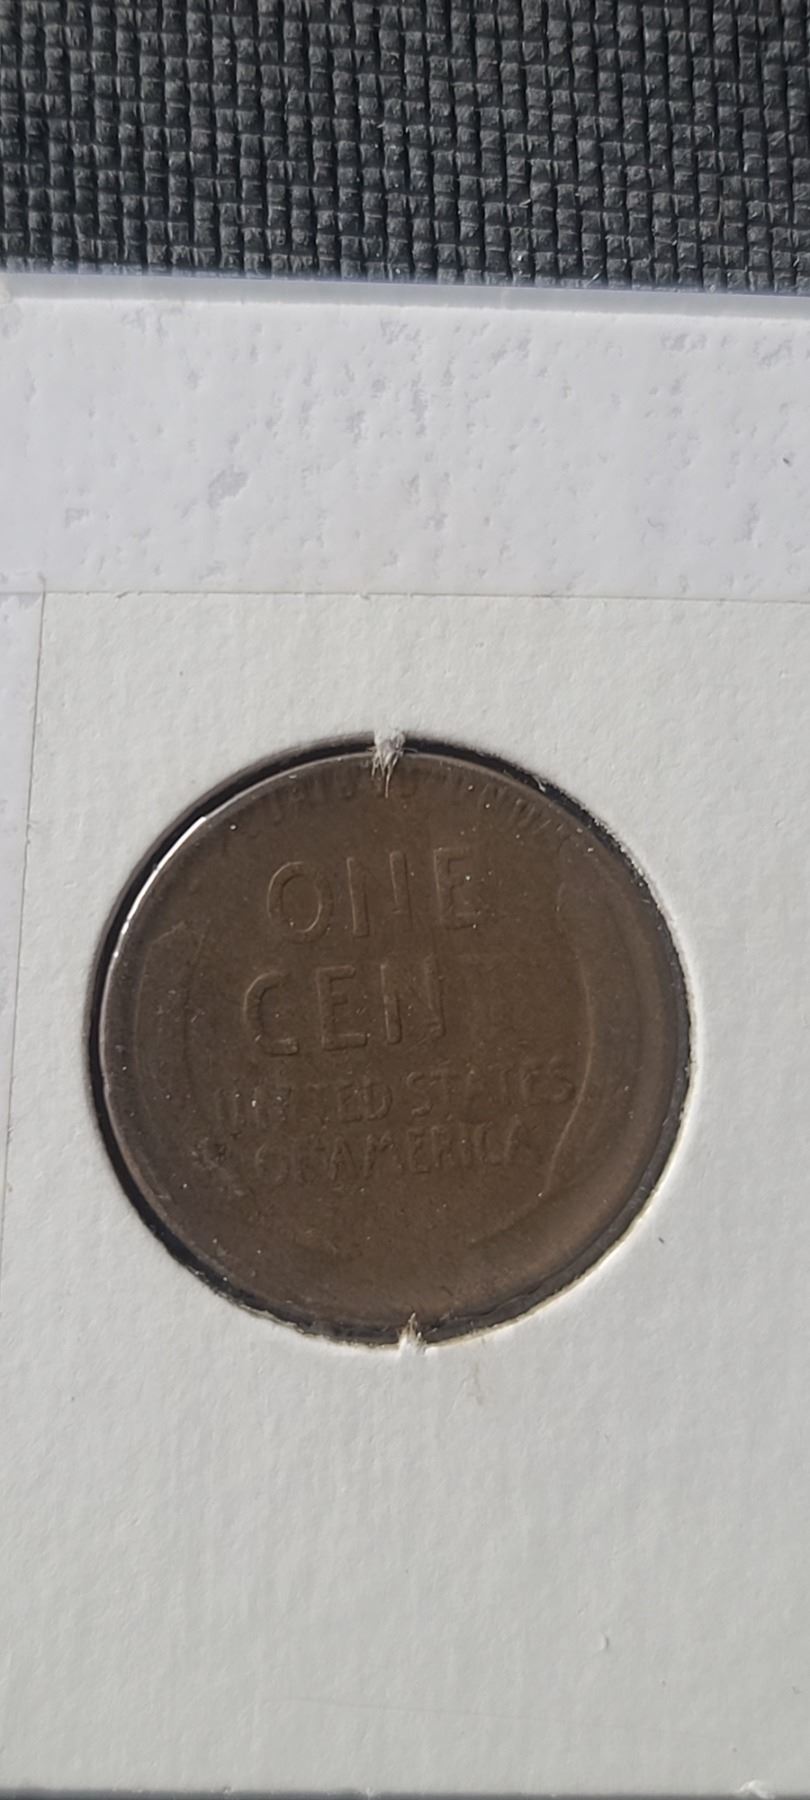 ONE
CENT
UNITED STATES
OF AMERICA